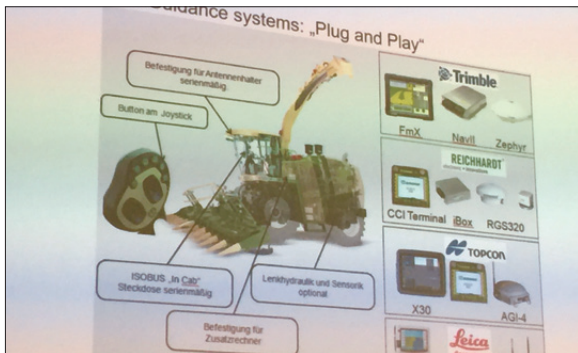 Guidance systems: „Plug and Play“
Befestigung für Antennenhalter
serienmäßig
Button am Joystick
ISOBUS „In Cab“
Steckdose serienmäßig
Lenkhydraulik und Sensorik
optional
Befestigung für
Zusatzrechner
Trimble
FmX NavII Zephyr
REICHHARDT
CCI Terminal iBox RGS320
TOPCON
X30 AGI-4
Leica